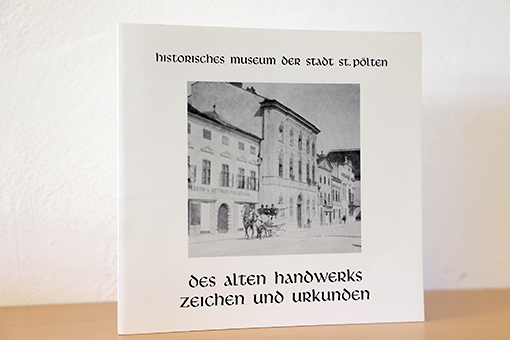 historisches museum der stadt st. pölten
des alten handwerks
zeichen und urkunden